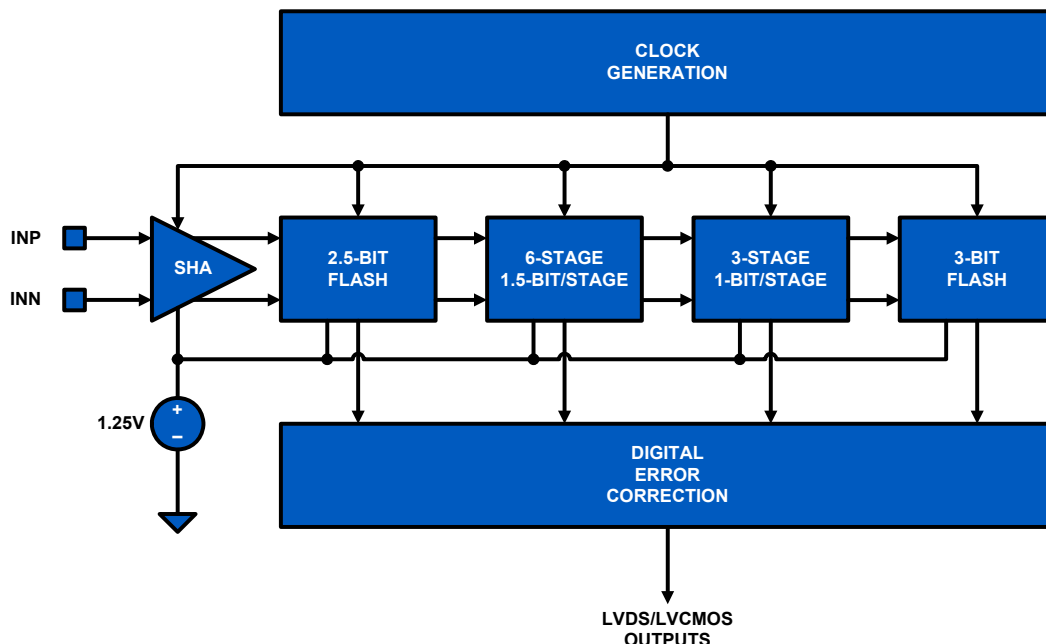 CLOCK
GENERATION
INP
INN
SHA
2.5-BIT
FLASH
6-STAGE
1.5-BIT/STAGE
3-STAGE
1-BIT/STAGE
3-BIT
FLASH
1.25V
+
–
DIGITAL
ERROR
CORRECTION
LVDS/LVCMOS
OUTPUTS